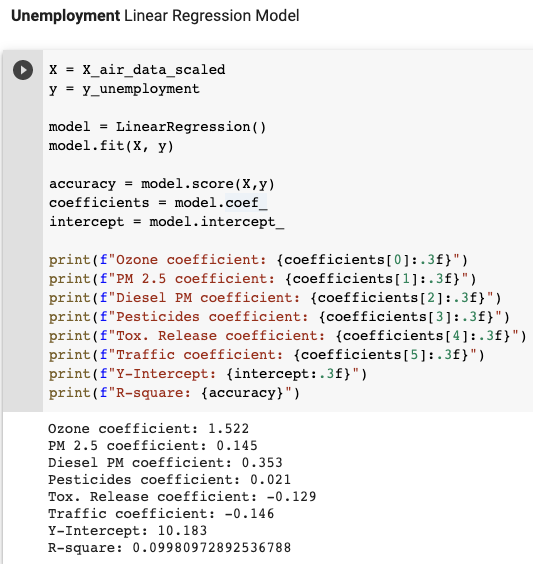 Unemployment Linear Regression Model
X = X_air_data_scaled
y = y_unemployment
model = LinearRegression()
model.fit(X, y)
accuracy = model.score(X,y)
coefficients = model.coef_
intercept = model.intercept_
print(f"Ozone coefficient: {coefficients[0]:.3f}")
print(f"PM 2.5 coefficient: {coefficients[1]:.3f}")
print(f"Diesel PM coefficient: {coefficients[2]:.3f}")
print(f"Pesticides coefficient: {coefficients[3]:.3f}")
print(f"Tox. Release coefficient: {coefficients[4]:.3f}")
print(f"Traffic coefficient: {coefficients[5]:.3f}")
print(f"Y-Intercept: {intercept:.3f}")
print(f"R-square: {accuracy}")
Ozone coefficient: 1.522
PM 2.5 coefficient: 0.145
Diesel PM coefficient: 0.353
Pesticides coefficient: 0.021
Tox. Release coefficient: -0.129
Traffic coefficient: -0.146
Y-Intercept: 10.183
R-square: 0.09980972892536788